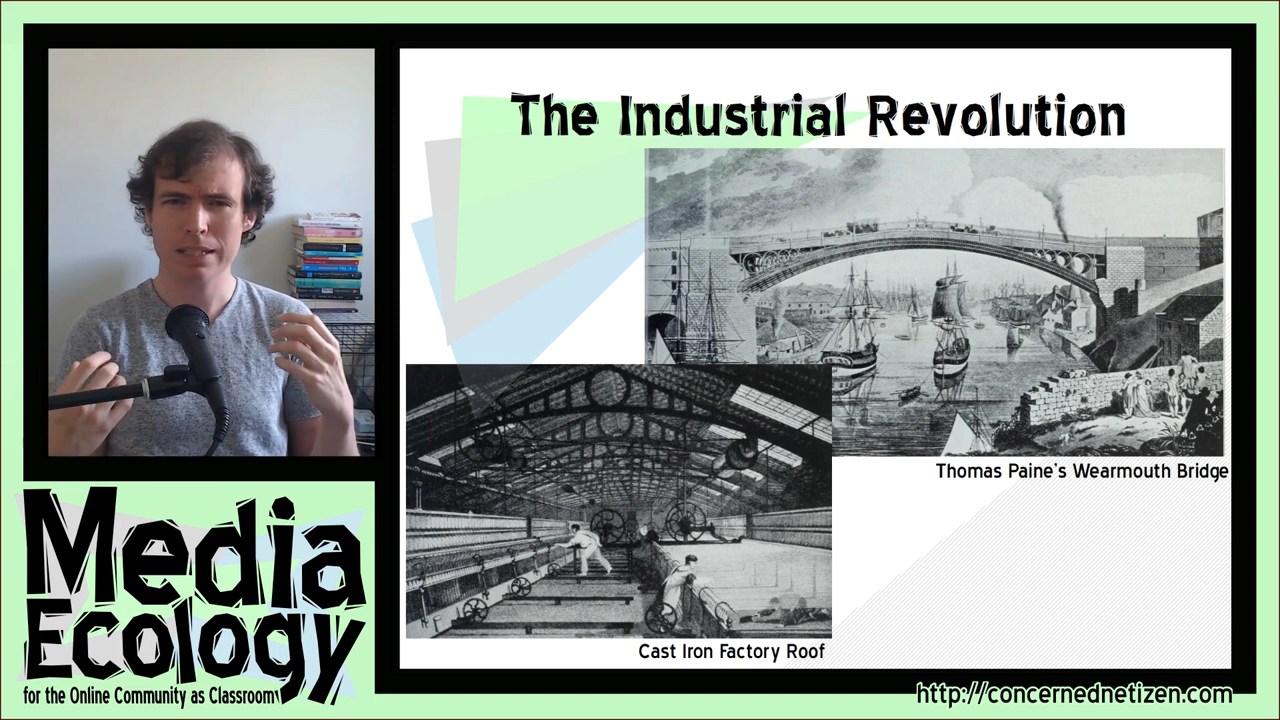 The Industrial Revolution
Thomas Paine's Wearmouth Bridge
Cast Iron Factory Roof
Media
Ecology
for the Online Community as Classroom
http://concernednetizen.com